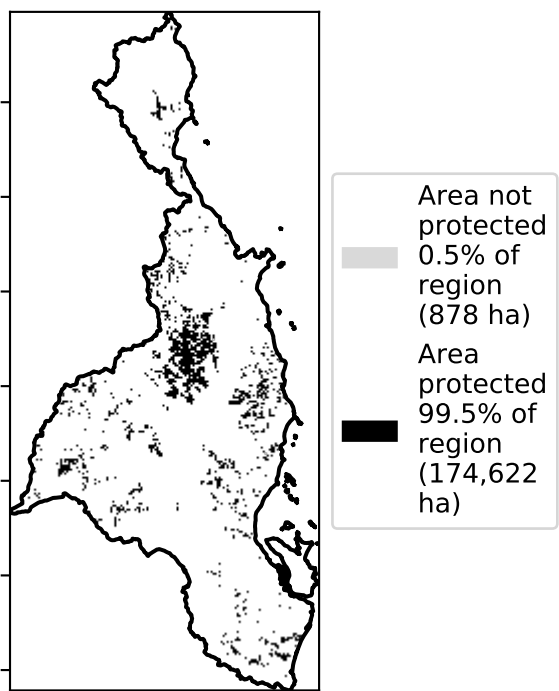 Area not
protected
0.5% of
region
(878 ha)
Area
protected
99.5% of
region
(174,622
ha)